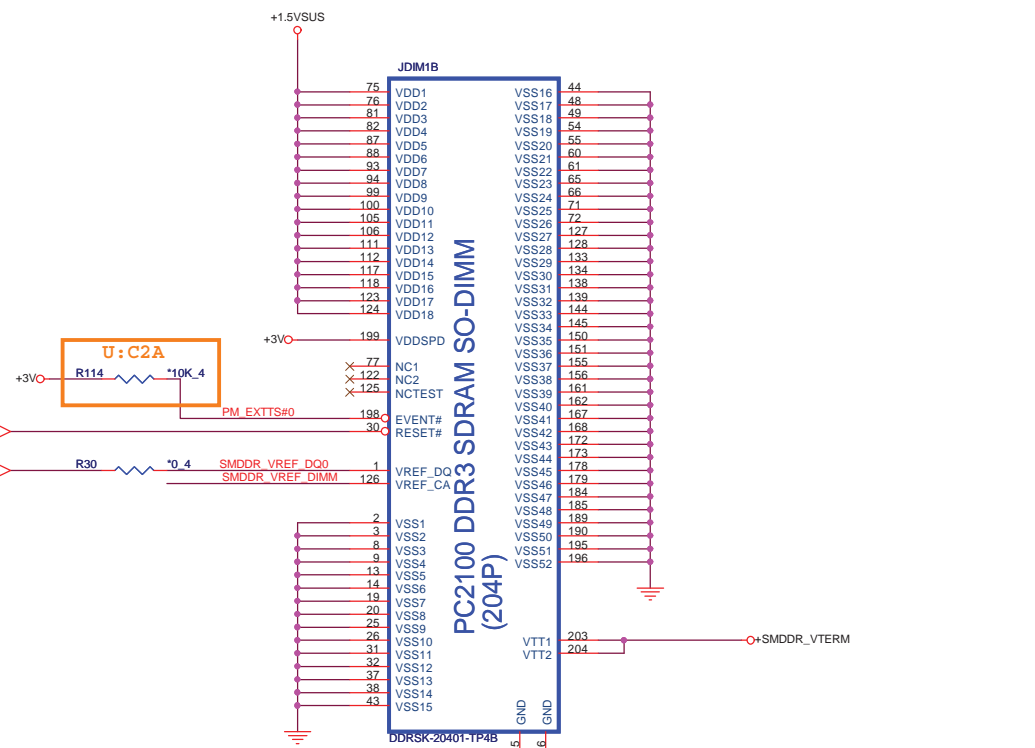 +1.5VSUS
JDIM1B
75 VDD1 VSS16 44
76 VDD2 VSS17 48
81 VDD3 VSS18 49
82 VDD4 VSS19 54
87 VDD5 VSS20 55
88 VDD6 VSS21 60
93 VDD7 VSS22 61
94 VDD8 VSS23 65
99 VDD9 VSS24 66
100 VDD10 VSS25 71
105 VDD11 VSS26 72
106 VDD12 VSS27 127
111 VDD13 VSS28 128
112 VDD14 VSS29 133
117 VDD15 VSS30 134
118 VDD16 VSS31 138
123 VDD17 VSS32 139
124 VDD18 VSS33 144
VSS34 145
+3V 199 VDDSPD VSS35 150
VSS36 151
77 NC1 VSS37 155
122 NC2 VSS38 156
125 NCTEST VSS39 161
VSS40 162
U:C2A
+3V R114 *10K_4
PM_EXTTS#0 198 EVENT# VSS41 167
30 RESET# VSS42 168
VSS43 172
VSS44 173
R30 *0_4 SMDDR_VREF_DQ0 1 VREF_DQ VSS45 178
SMDDR_VREF_DIMM 126 VREF_CA VSS46 179
VSS47 184
VSS48 185
2 VSS1 VSS49 189
3 VSS2 VSS50 190
8 VSS3 VSS51 195
9 VSS4 VSS52 196
13 VSS5
14 VSS6
19 VSS7
20 VSS8
25 VSS9
26 VSS10 VTT1 203 +SMDDR_VTERM
31 VSS11 VTT2 204
32 VSS12
37 VSS13
38 VSS14
43 VSS15
PC2100 DDR3 SDRAM SO-DIMM
(204P)
GND GND
DDRSK-20401-TP4B
5 6